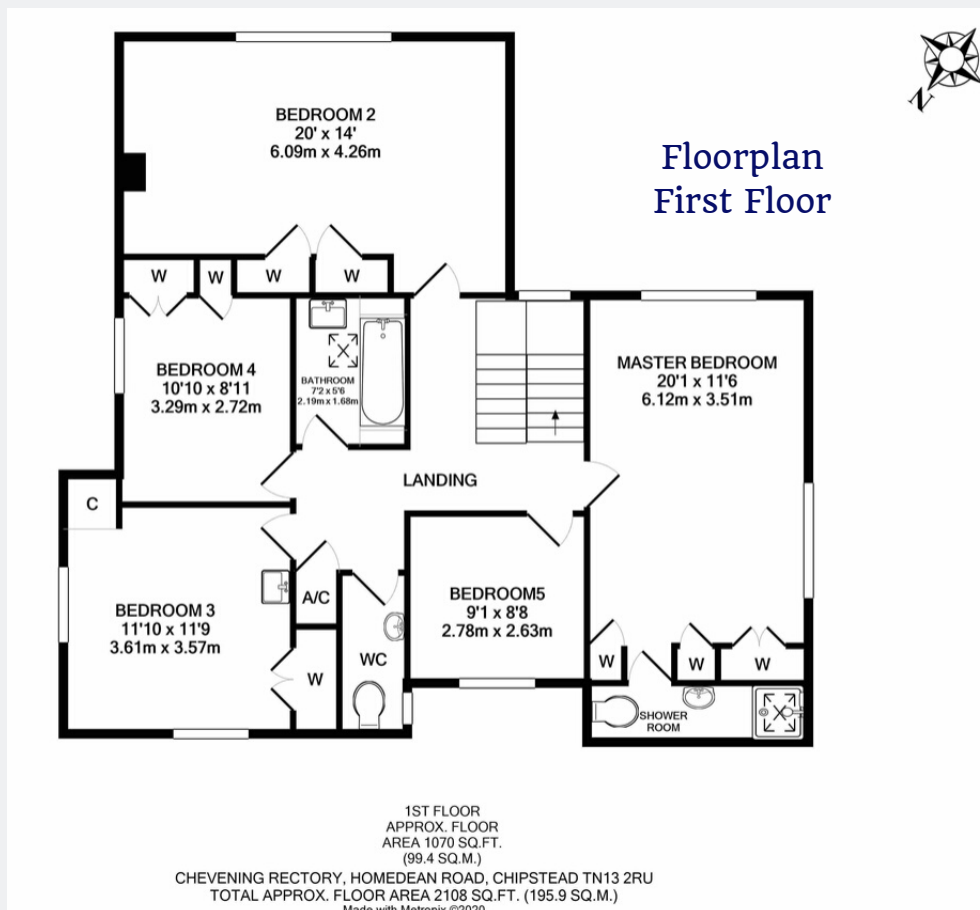 BEDROOM 2
20' x 14'
6.09m x 4.26m
N
Floorplan
First Floor
W
W
W
W
BEDROOM 4
10'10 x 8'11
3.29m x 2.72m
BATHROOM
7'2 x 5'6
2.19m x 1.68m
MASTER BEDROOM
20'1 x 11'6
6.12m x 3.51m
LANDING
C
BEDROOM 3
11'10 x 11'9
3.61m x 3.57m
A/C
W
WC
BEDROOM5
9'1 x 8'8
2.78m x 2.63m
W
W
W
SHOWER
ROOM
1ST FLOOR
APPROX. FLOOR
AREA 1070 SQ.FT.
(99.4 SQ.M.)
CHEVENING RECTORY, HOMEDEAN ROAD, CHIPSTEAD TN13 2RU
TOTAL APPROX. FLOOR AREA 2108 SQ.FT. (195.9 SQ.M.)
Made with Metropix ©2020